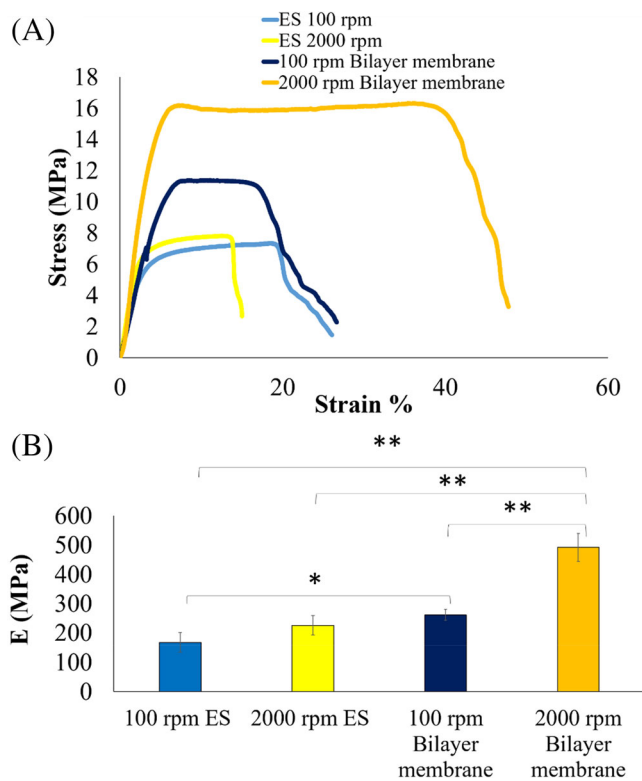 (A)
ES 100 rpm
ES 2000 rpm
100 rpm Bilayer membrane
2000 rpm Bilayer membrane
18
16
14
12
10
8
6
4
2
0
Stress (MPa)
0 20 40 60
Strain %
(B)
**
**
**
*
600
500
400
300
200
100
0
E (MPa)
100 rpm ES 2000 rpm ES 100 rpm 2000 rpm
Bilayer Bilayer
membrane membrane